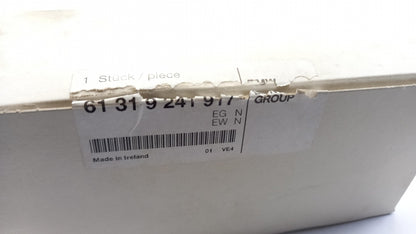 1 Stück / piece
61 31 9 241 917
GROUP
EG N
EW N
Made in Ireland
01 VE4